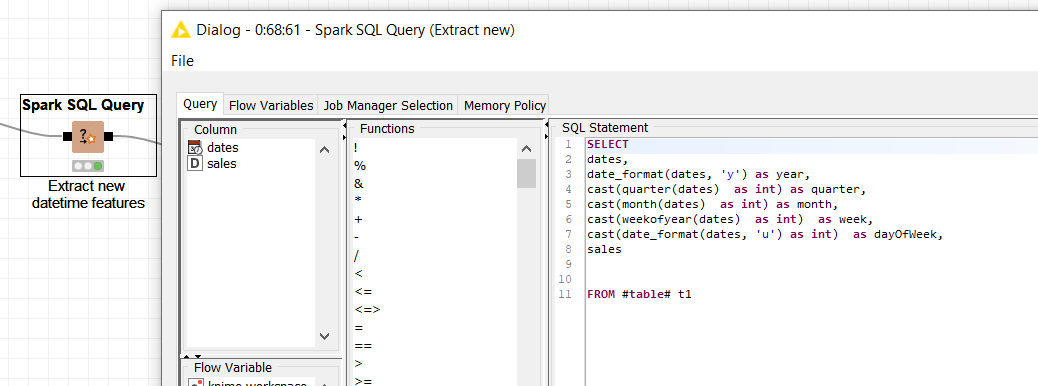 Dialog - 0:68:61 - Spark SQL Query (Extract new)
File
Spark SQL Query
Extract new
datetime features
Query
Flow Variables
Job Manager Selection
Memory Policy
Column
dates
D sales
Flow Variable
Functions
!
%
&
*
+
-
/
<
<=
<=>
=
==
>
>=
SQL Statement
1 SELECT
2 dates,
3 date_format(dates, 'y') as year,
4 cast(quarter(dates)  as int) as quarter,
5 cast(month(dates)  as int) as month,
6 cast(weekofyear(dates)  as int)  as week,
7 cast(date_format(dates, 'u') as int)  as dayOfWeek,
8 sales
9
10
11 FROM #table# t1